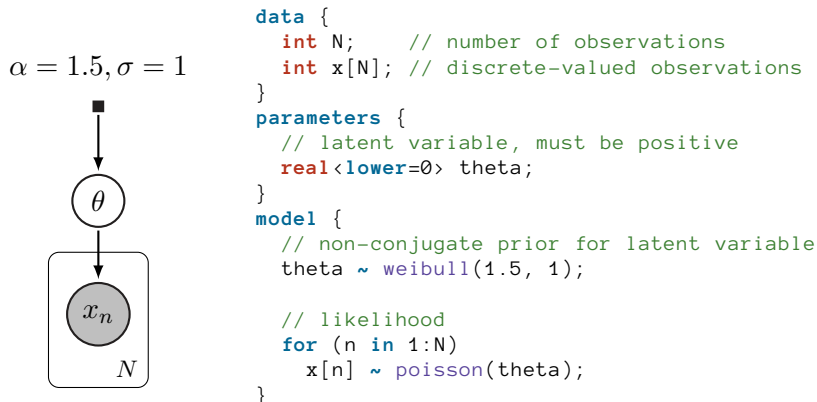 α = 1.5, σ = 1
θ
xₙ
N
data {
  int N;    // number of observations
  int x[N]; // discrete-valued observations
}
parameters {
  // latent variable, must be positive
  real<lower=0> theta;
}
model {
  // non-conjugate prior for latent variable
  theta ~ weibull(1.5, 1);

  // likelihood
  for (n in 1:N)
    x[n] ~ poisson(theta);
}